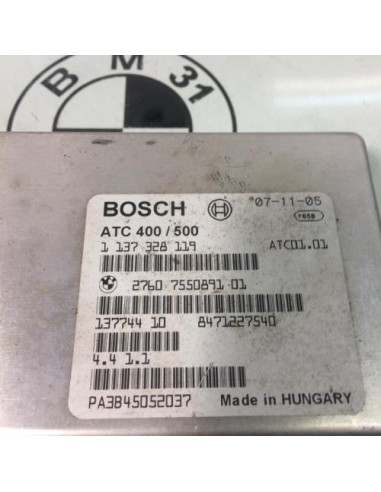 BM31
BOSCH 07-11-05
ATC 400 / 500
1 137 328 119 ATC01.01
2760 7550891 01
137744 10 8471227540
4.4 1.1
PA3B45052037 Made in HUNGARY